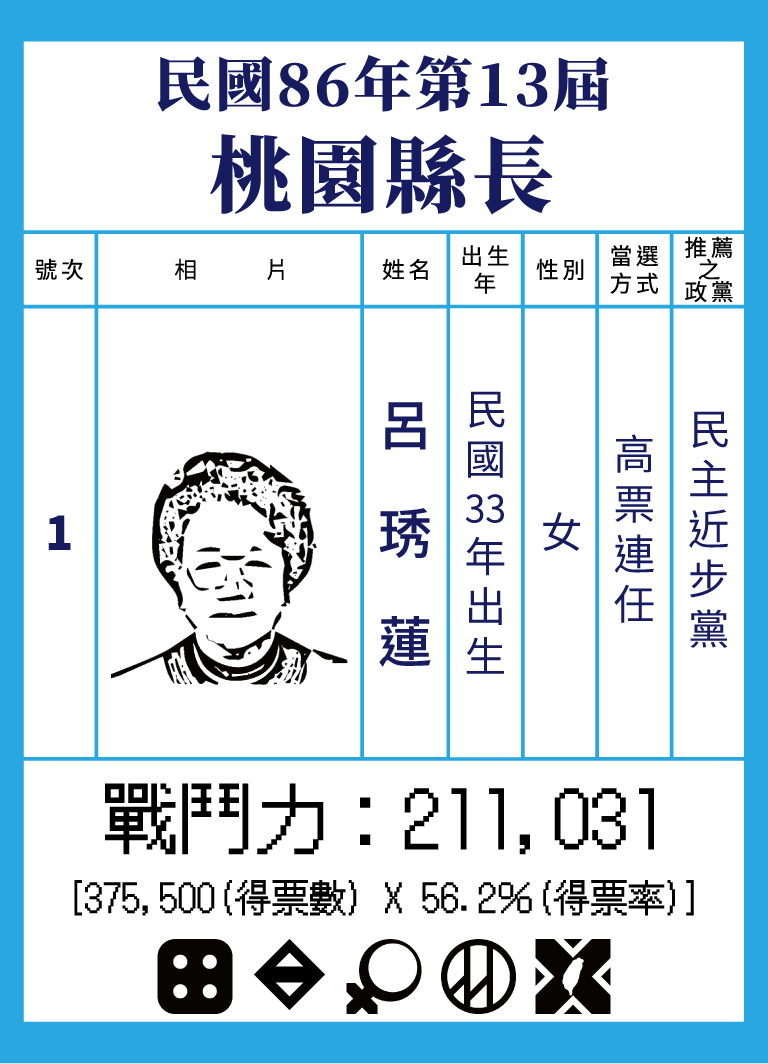 民國86年第13屆
桃園縣長
號次
相片
姓名
出生年
性別
當選方式
推薦之政黨
1
呂琇蓮
民國33年出生
女
高票連任
民主近步黨
戰鬥力：211,031
[375,500(得票數) X 56.2%(得票率)]